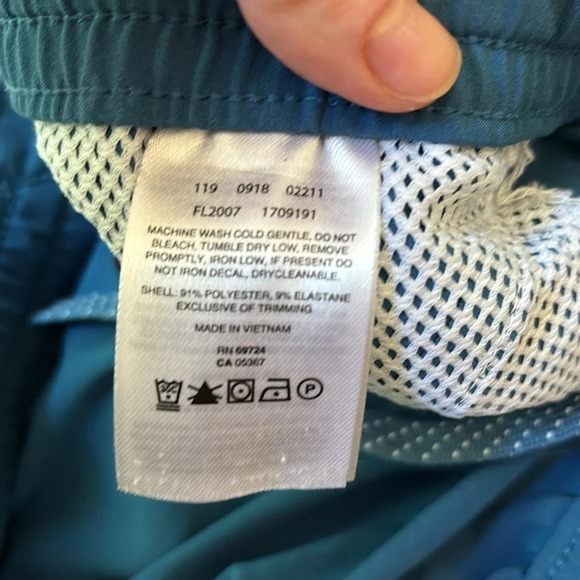 119 0918 02211
FL2007 1709191
MACHINE WASH COLD GENTLE, DO NOT
BLEACH, TUMBLE DRY LOW, REMOVE
PROMPTLY, IRON LOW, IF PRESENT DO
NOT IRON DECAL, DRYCLEANABLE.
SHELL: 91% POLYESTER, 9% ELASTANE
EXCLUSIVE OF TRIMMING
MADE IN VIETNAM
RN 69724
CA 05367
30C P